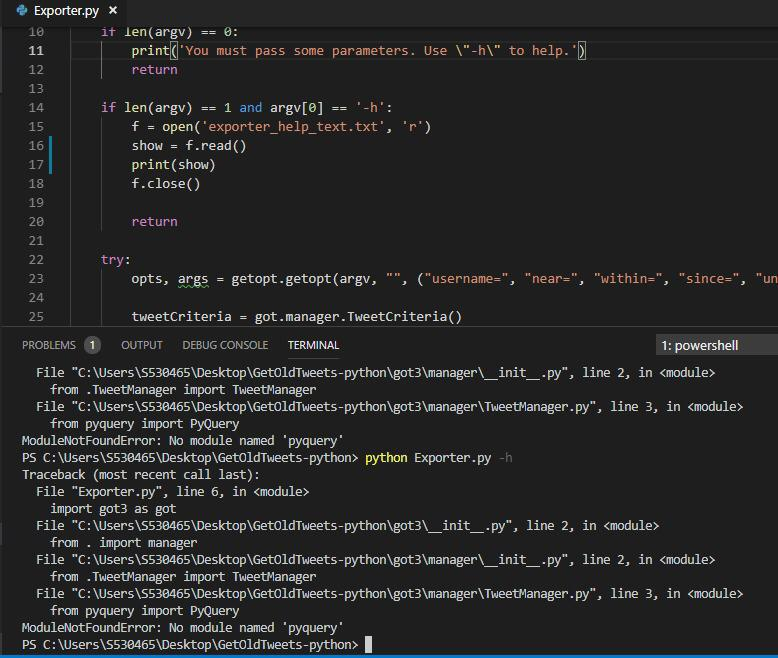 Exporter.py ×
10 if len(argv) == 0:
11 print('You must pass some parameters. Use \"-h\" to help.')
12 return
13
14 if len(argv) == 1 and argv[0] == '-h':
15 f = open('exporter_help_text.txt', 'r')
16 show = f.read()
17 print(show)
18 f.close()
19
20 return
21
22 try:
23 opts, args = getopt.getopt(argv, "", ("username=", "near=", "within=", "since=", "un
24
25 tweetCriteria = got.manager.TweetCriteria()
PROBLEMS 1 OUTPUT DEBUG CONSOLE TERMINAL 1: powershell
File "C:\Users\S530465\Desktop\GetOldTweets-python\got3\manager\__init__.py", line 2, in <module>
from .TweetManager import TweetManager
File "C:\Users\S530465\Desktop\GetOldTweets-python\got3\manager\TweetManager.py", line 3, in <module>
from pyquery import PyQuery
ModuleNotFoundError: No module named 'pyquery'
PS C:\Users\S530465\Desktop\GetOldTweets-python> python Exporter.py -h
Traceback (most recent call last):
File "Exporter.py", line 6, in <module>
import got3 as got
File "C:\Users\S530465\Desktop\GetOldTweets-python\got3\__init__.py", line 2, in <module>
from . import manager
File "C:\Users\S530465\Desktop\GetOldTweets-python\got3\manager\__init__.py", line 2, in <module>
from .TweetManager import TweetManager
File "C:\Users\S530465\Desktop\GetOldTweets-python\got3\manager\TweetManager.py", line 3, in <module>
from pyquery import PyQuery
ModuleNotFoundError: No module named 'pyquery'
PS C:\Users\S530465\Desktop\GetOldTweets-python>